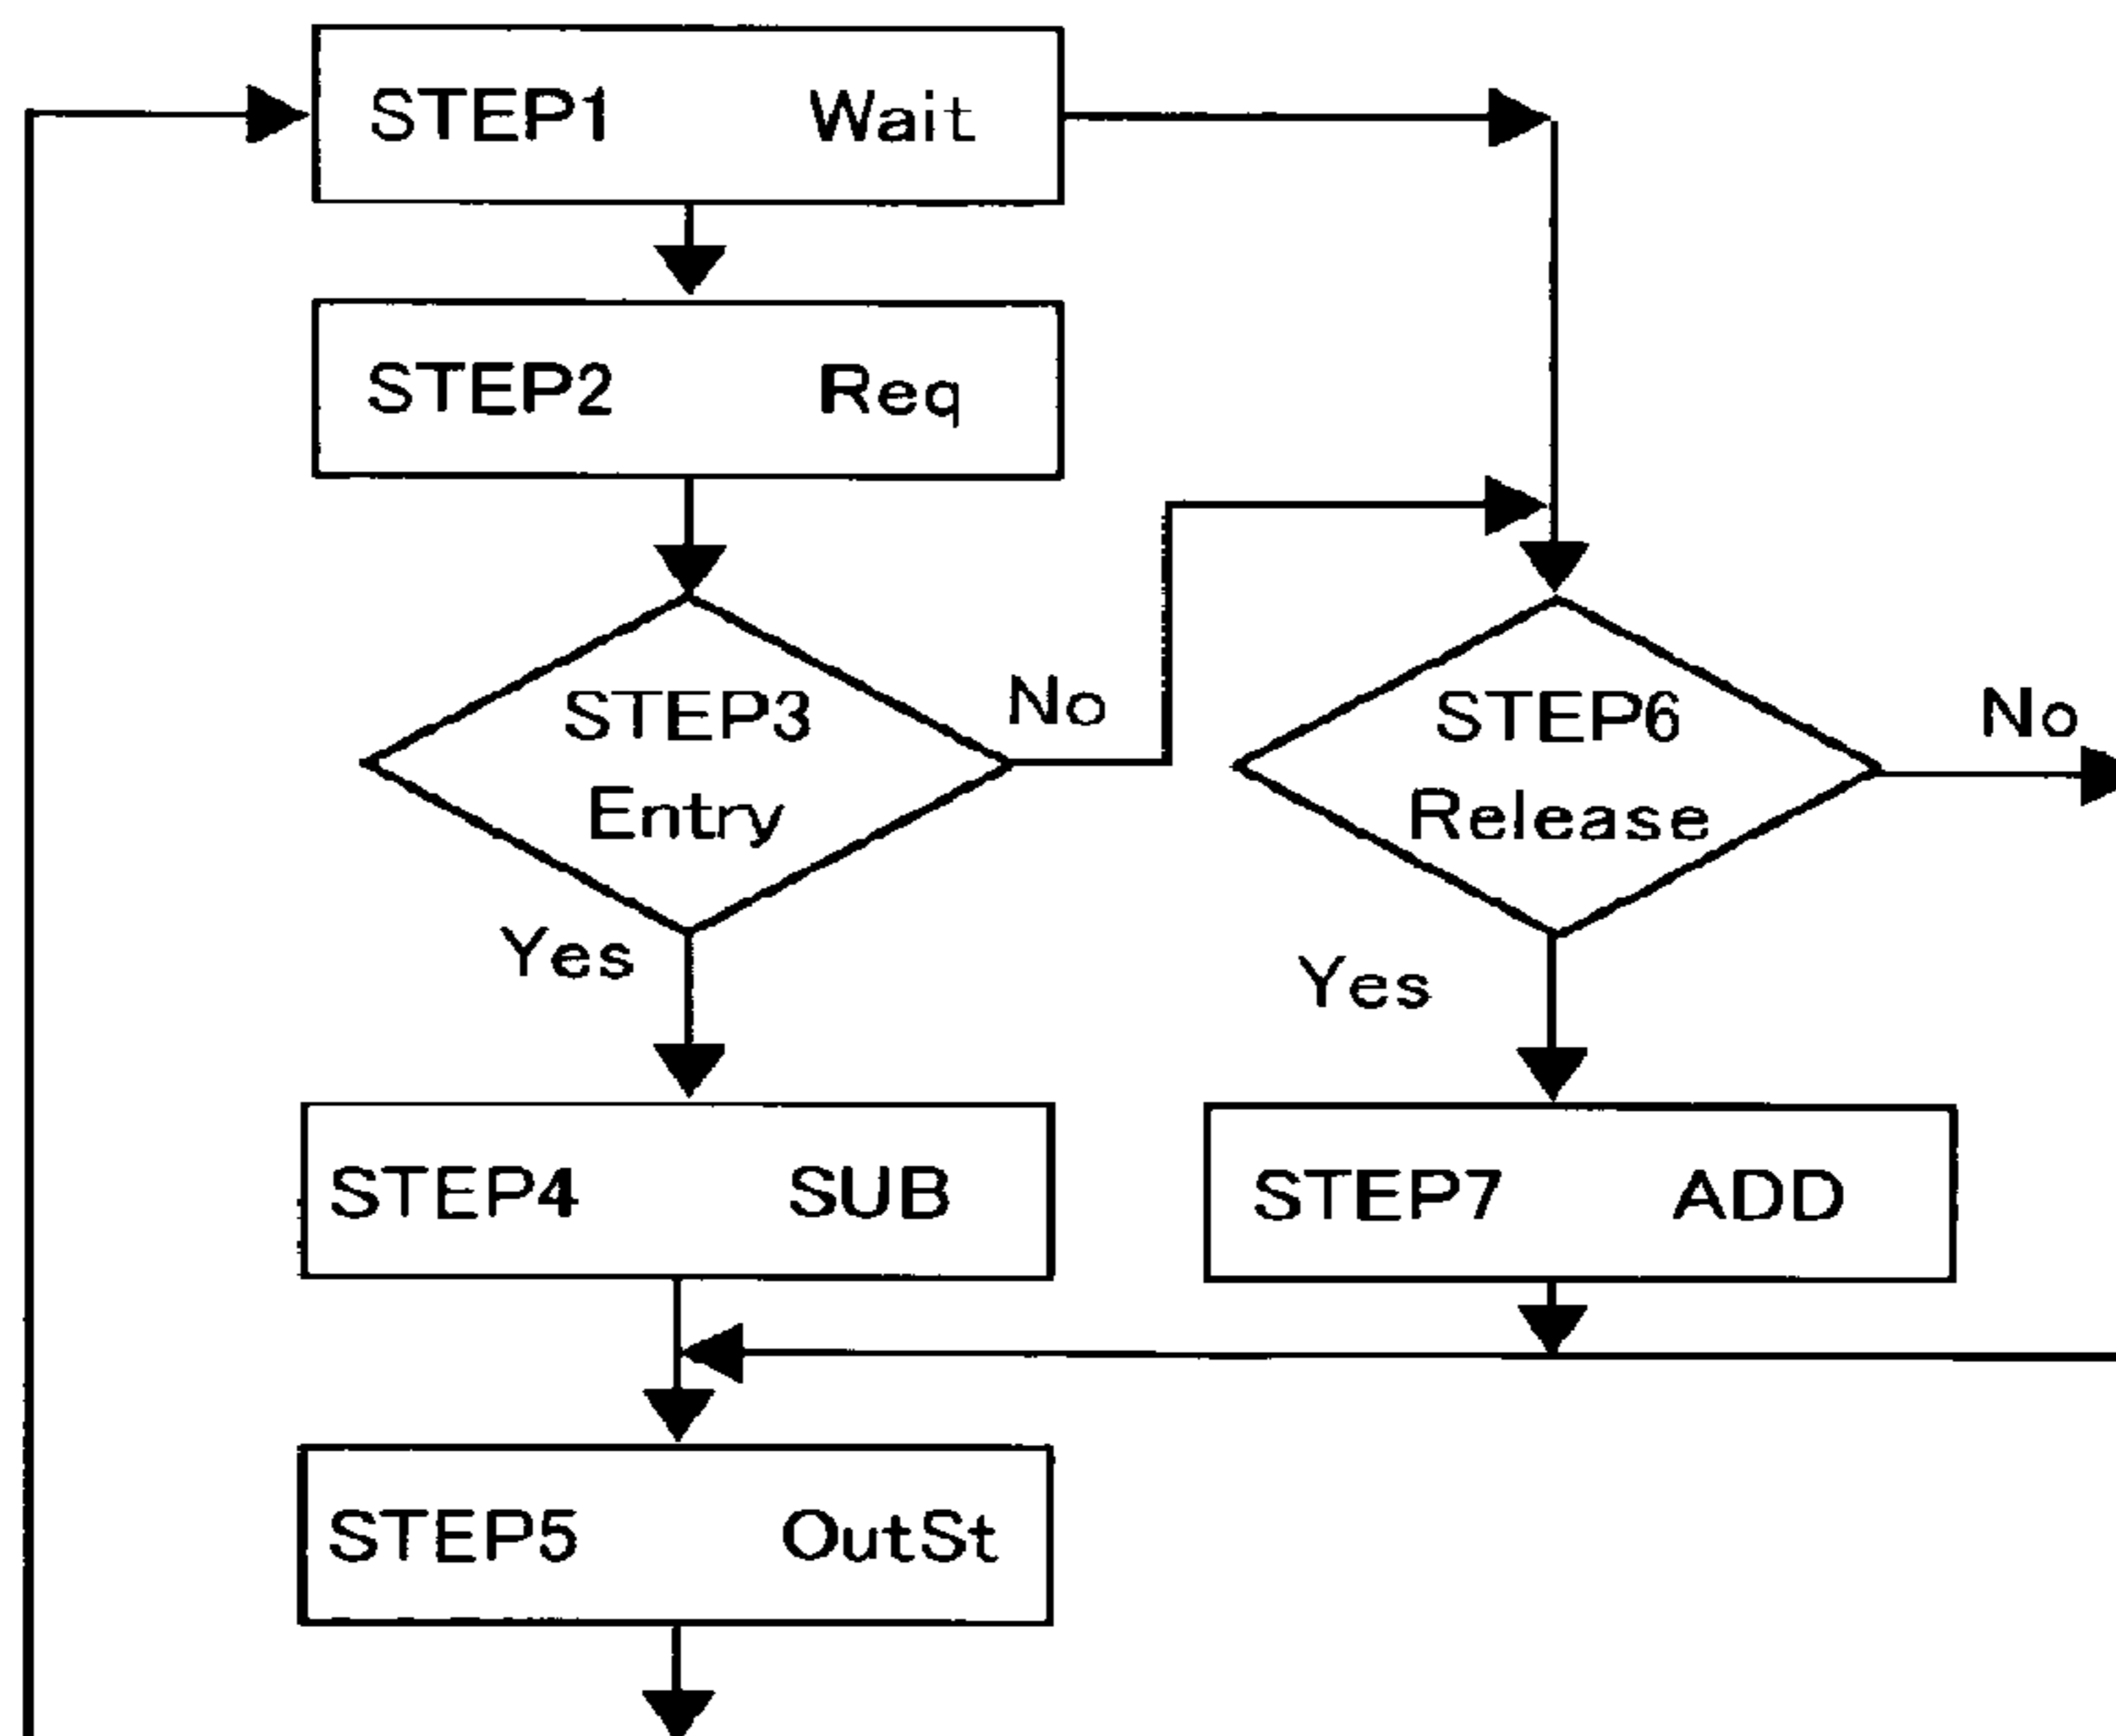 STEP1 Wait
STEP2 Req
STEP3
Entry
No
Yes
STEP6
Release
No
Yes
STEP4 SUB
STEP7 ADD
STEP5 OutSt